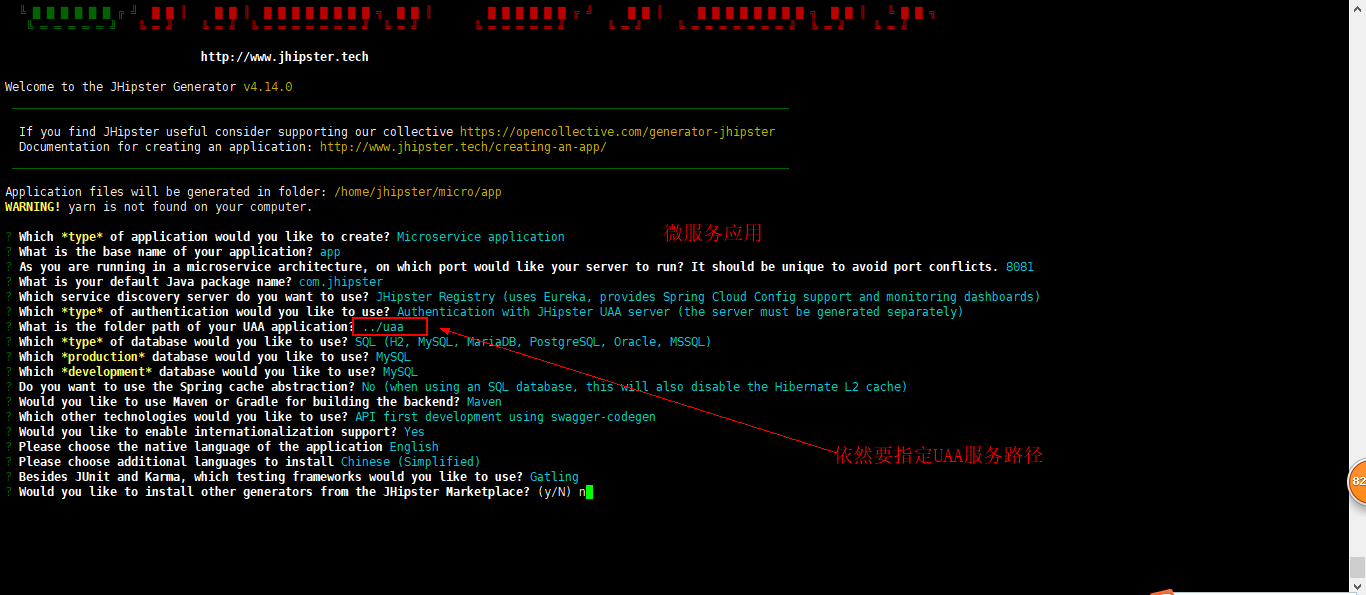 http://www.jhipster.tech
Welcome to the JHipster Generator v4.14.0
If you find JHipster useful consider supporting our collective https://opencollective.com/generator-jhipster
Documentation for creating an application: http://www.jhipster.tech/creating-an-app/
Application files will be generated in folder: /home/jhipster/micro/app
WARNING! yarn is not found on your computer.
? Which *type* of application would you like to create? Microservice application
微服务应用
? What is the base name of your application? app
? As you are running in a microservice architecture, on which port would like your server to run? It should be unique to avoid port conflicts. 8081
? What is your default Java package name? com.jhipster
? Which service discovery server do you want to use? JHipster Registry (uses Eureka, provides Spring Cloud Config support and monitoring dashboards)
? Which *type* of authentication would you like to use? Authentication with JHipster UAA server (the server must be generated separately)
? What is the folder path of your UAA application? ../uaa
? Which *type* of database would you like to use? SQL (H2, MySQL, MariaDB, PostgreSQL, Oracle, MSSQL)
? Which *production* database would you like to use? MySQL
? Which *development* database would you like to use? MySQL
? Do you want to use the Spring cache abstraction? No (when using an SQL database, this will also disable the Hibernate L2 cache)
? Would you like to use Maven or Gradle for building the backend? Maven
? Which other technologies would you like to use? API first development using swagger-codegen
? Would you like to enable internationalization support? Yes
? Please choose the native language of the application English
依然要指定UAA服务路径
? Please choose additional languages to install Chinese (Simplified)
? Besides JUnit and Karma, which testing frameworks would you like to use? Gatling
? Would you like to install other generators from the JHipster Marketplace? (y/N) n
82